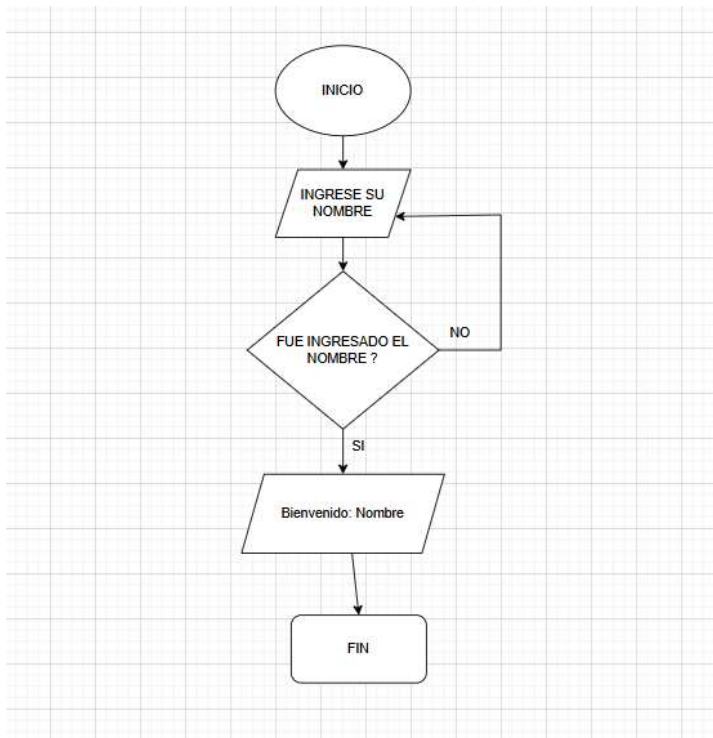 INICIO
INGRESE SU
NOMBRE
FUE INGRESADO EL
NOMBRE ?
NO
SI
Bienvenido: Nombre
FIN